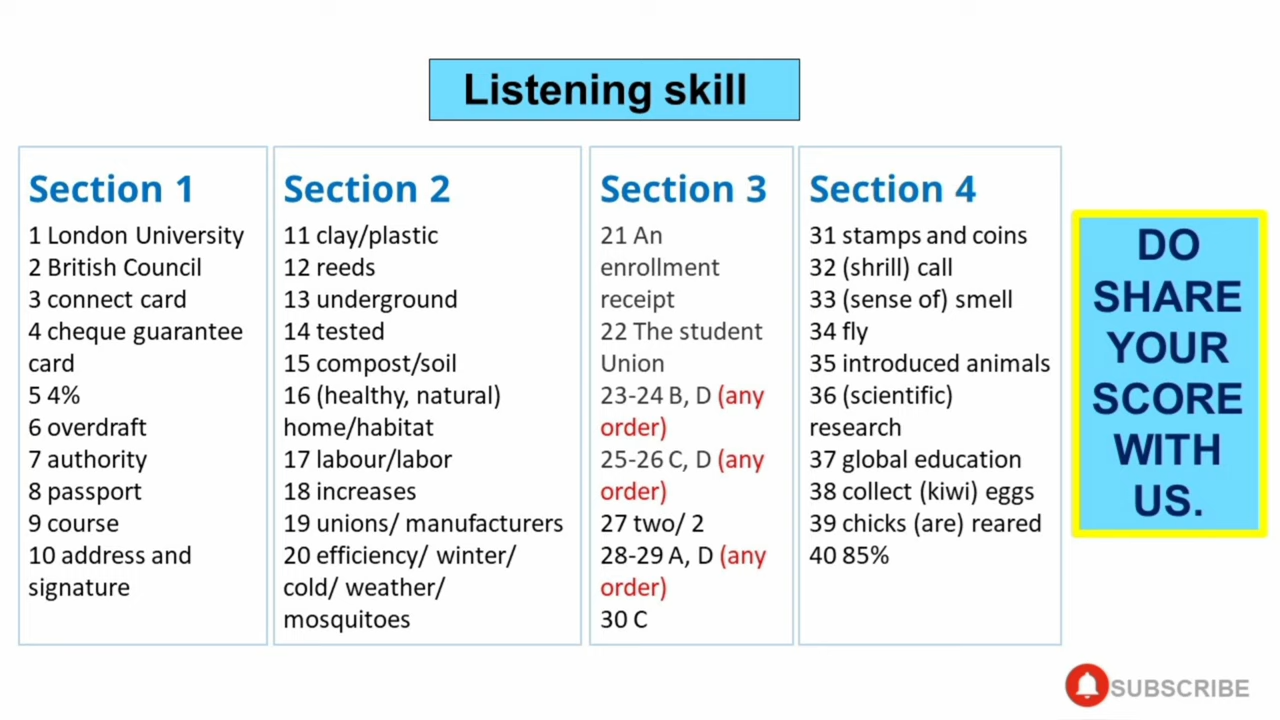 Listening skill
Section 1
1 London University
2 British Council
3 connect card
4 cheque guarantee
card
5 4%
6 overdraft
7 authority
8 passport
9 course
10 address and
signature
Section 2
11 clay/plastic
12 reeds
13 underground
14 tested
15 compost/soil
16 (healthy, natural)
home/habitat
17 labour/labor
18 increases
19 unions/ manufacturers
20 efficiency/ winter/
cold/ weather/
mosquitoes
Section 3
21 An
enrollment
receipt
22 The student
Union
23-24 B, D (any
order)
25-26 C, D (any
order)
27 two/ 2
28-29 A, D (any
order)
30 C
Section 4
31 stamps and coins
32 (shrill) call
33 (sense of) smell
34 fly
35 introduced animals
36 (scientific)
research
37 global education
38 collect (kiwi) eggs
39 chicks (are) reared
40 85%
DO
SHARE
YOUR
SCORE
WITH
US.
SUBSCRIBE